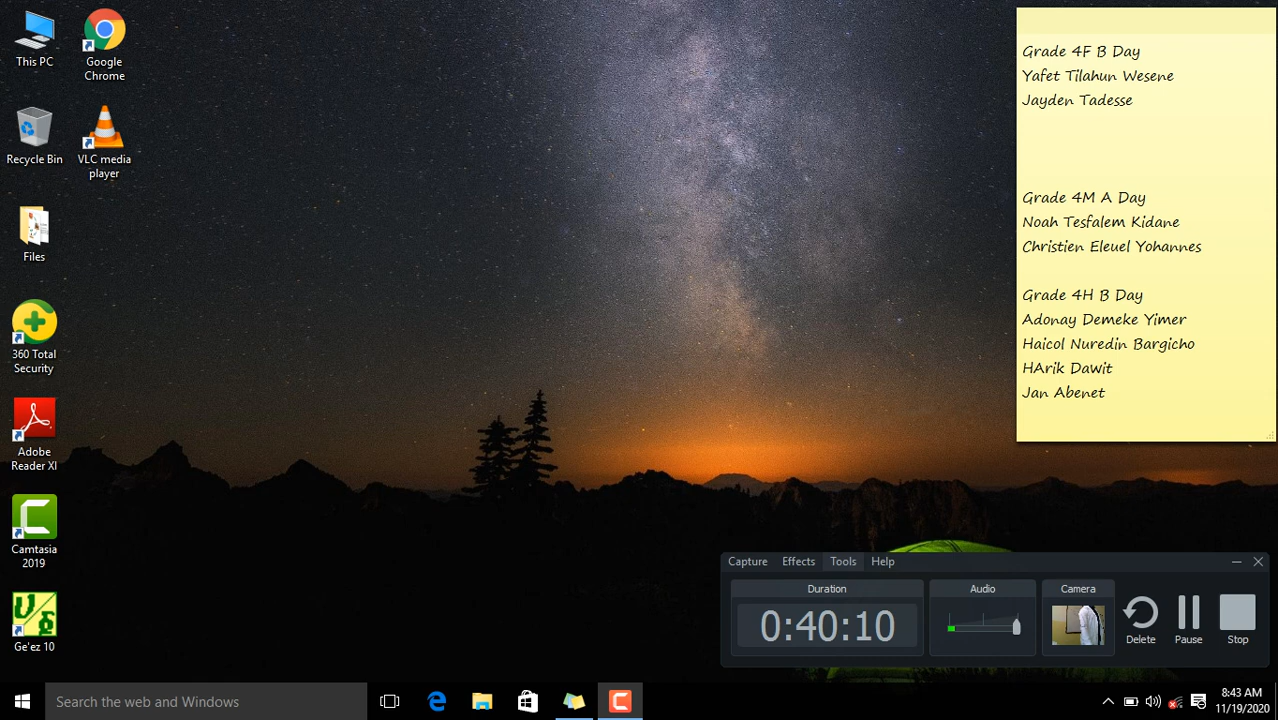 This PC
Google
Chrome
Recycle Bin
VLC media
player
Files
360 Total
Security
Adobe
Reader XI
Camtasia
2019
Ge'ez 10
Grade 4F B Day
Yafet Tilahun Wesene
Jayden Tadesse
Grade 4M A Day
Noah Tesfalem Kidane
Christien Eleuel Yohannes
Grade 4H B Day
Adonay Demeke Yimer
Haicol Nuredin Bargicho
HArik Dawit
Jan Abenet
Capture Effects Tools Help
Duration Audio Camera
0:40:10
Delete Pause Stop
Search the web and Windows
8:43 AM
11/19/2020